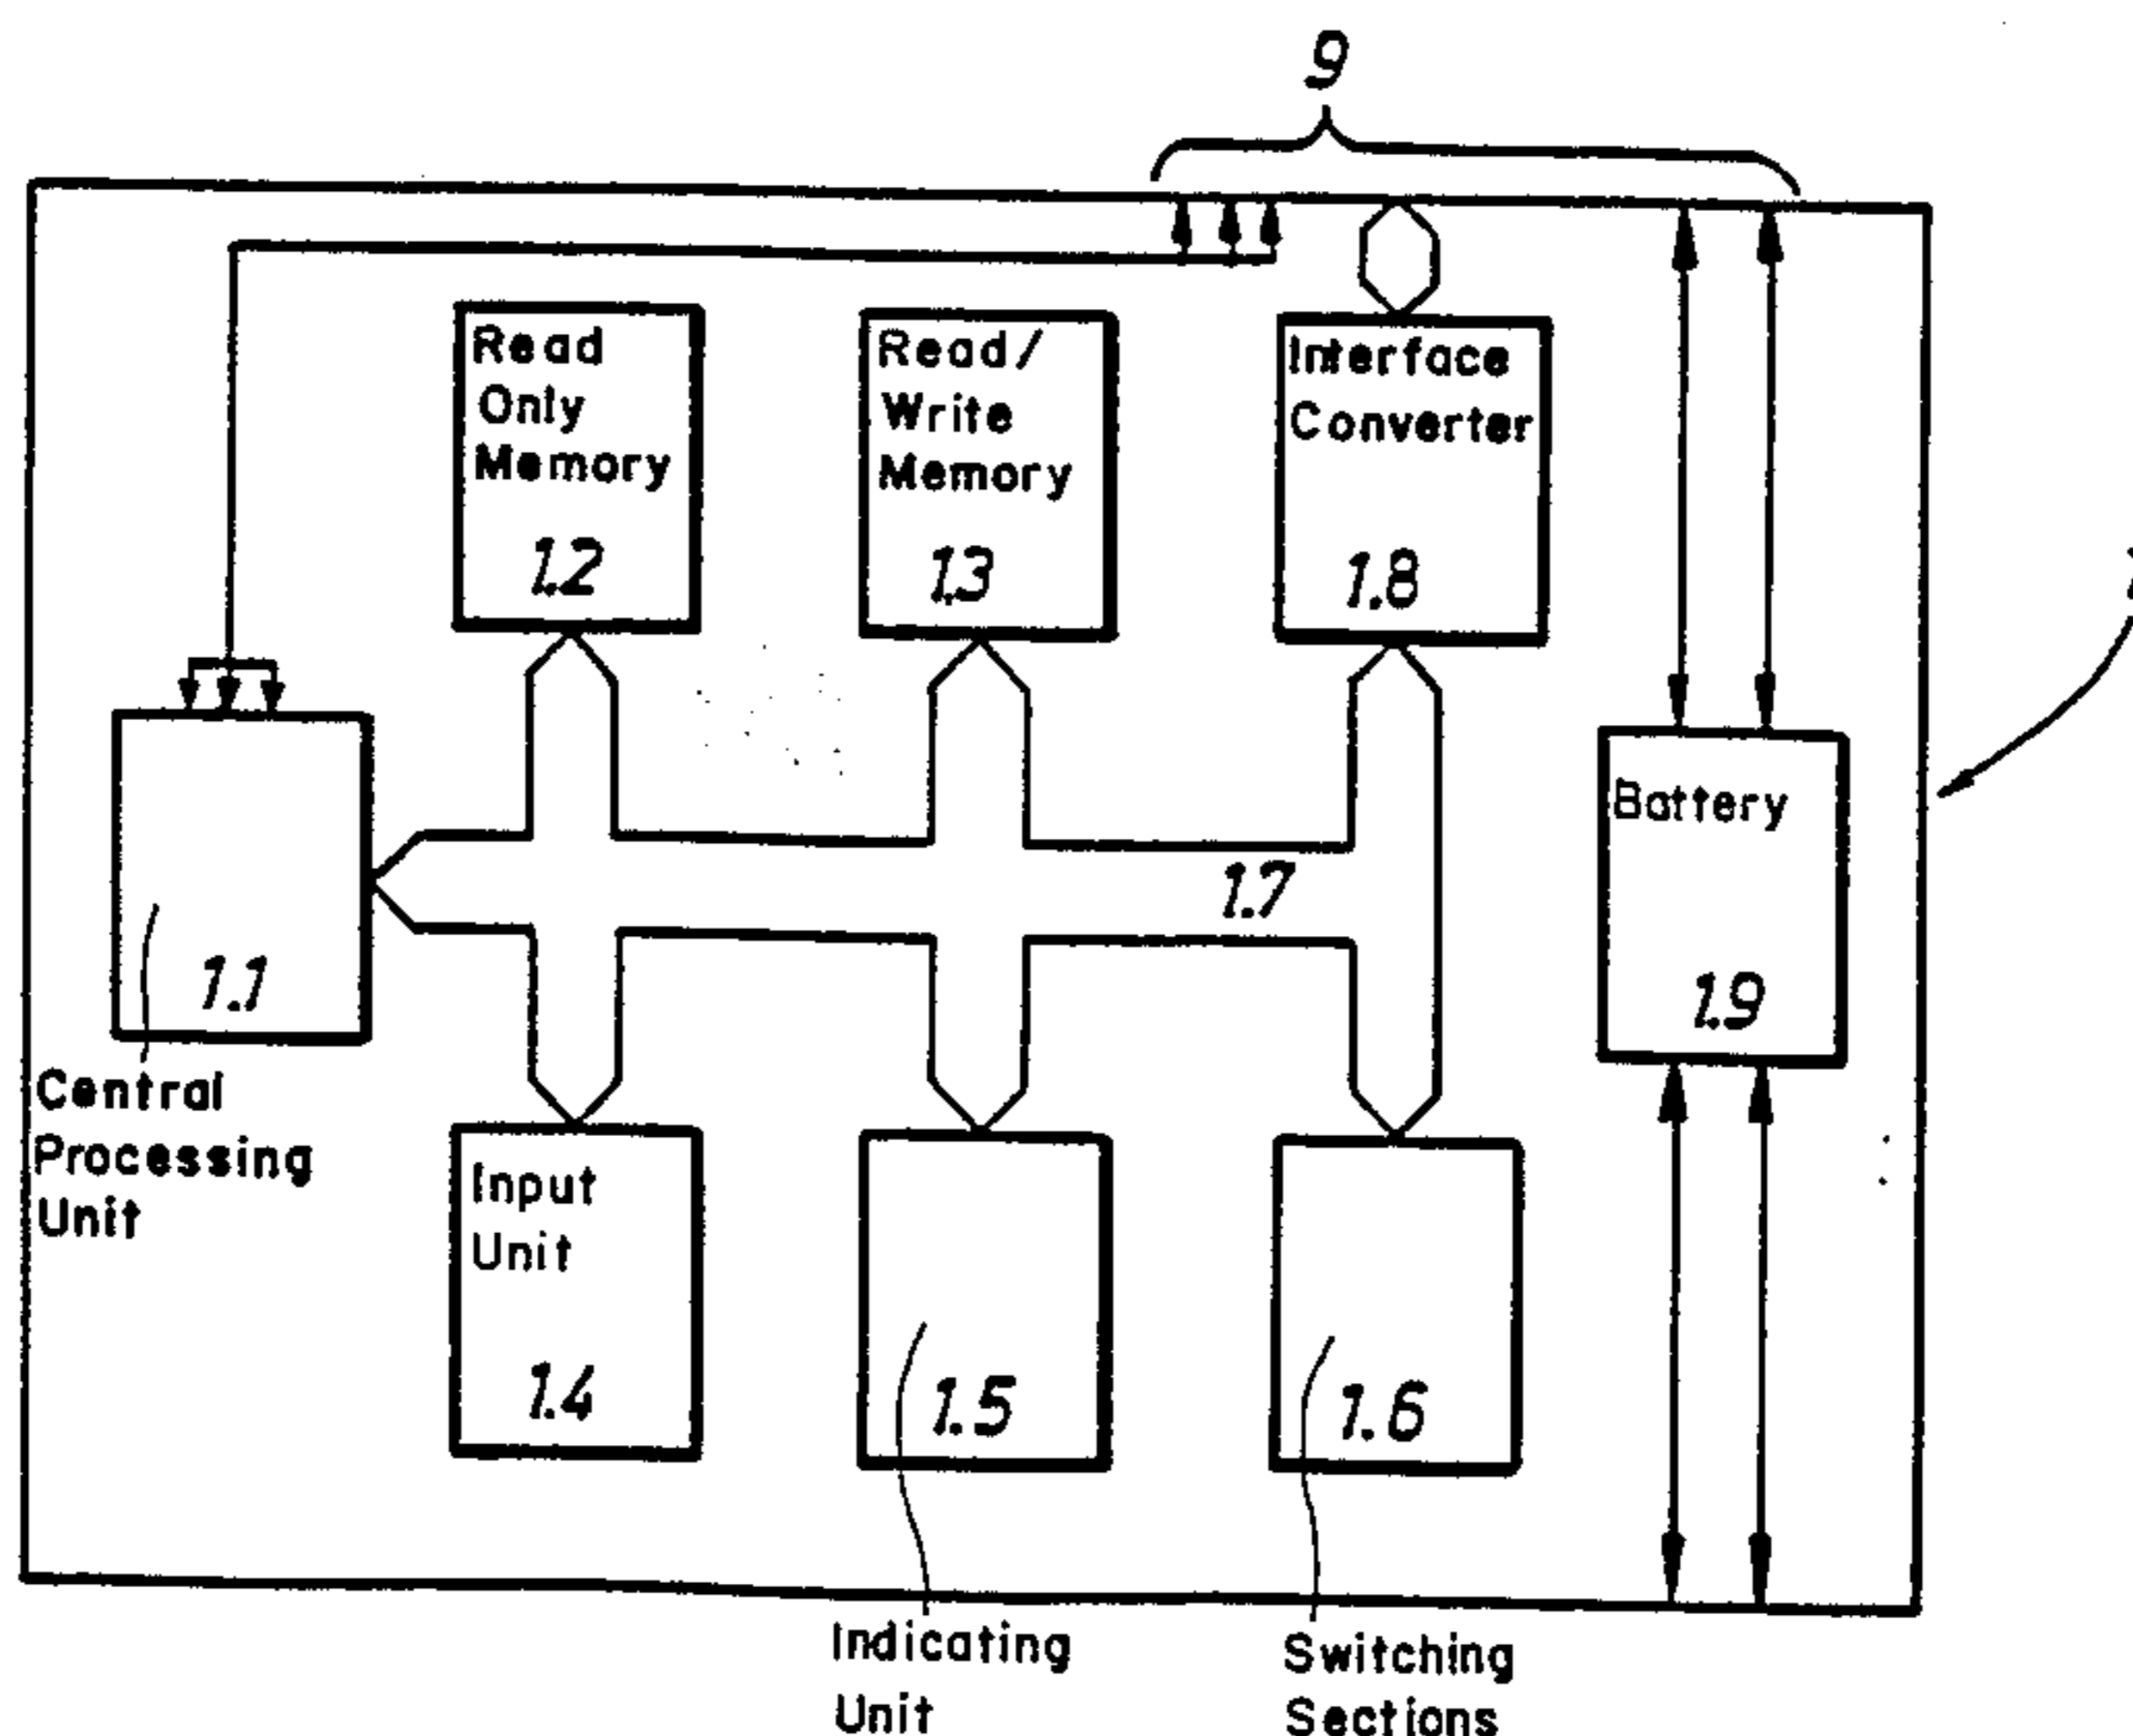 9
Read
Only
Memory
1.2
Read/
Write
Memory
1.3
Interface
Converter
1.8
Battery
1.9
1.7
1.1
Central
Processing
Unit
Input
Unit
1.4
1.5
1.6
Indicating
Unit
Switching
Sections